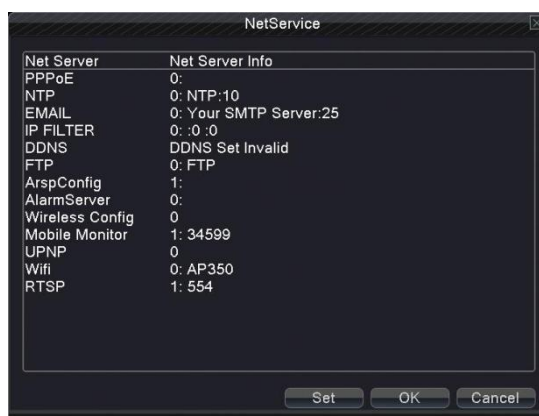 NetService
Net Server Net Server Info
PPPoE 0:
NTP 0: NTP:10
EMAIL 0: Your SMTP Server:25
IP FILTER 0: :0 :0
DDNS DDNS Set Invalid
FTP 0: FTP
ArspConfig 1:
AlarmServer 0:
Wireless Config 0
Mobile Monitor 1: 34599
UPNP 0
Wifi 0: AP350
RTSP 1: 554
Set OK Cancel